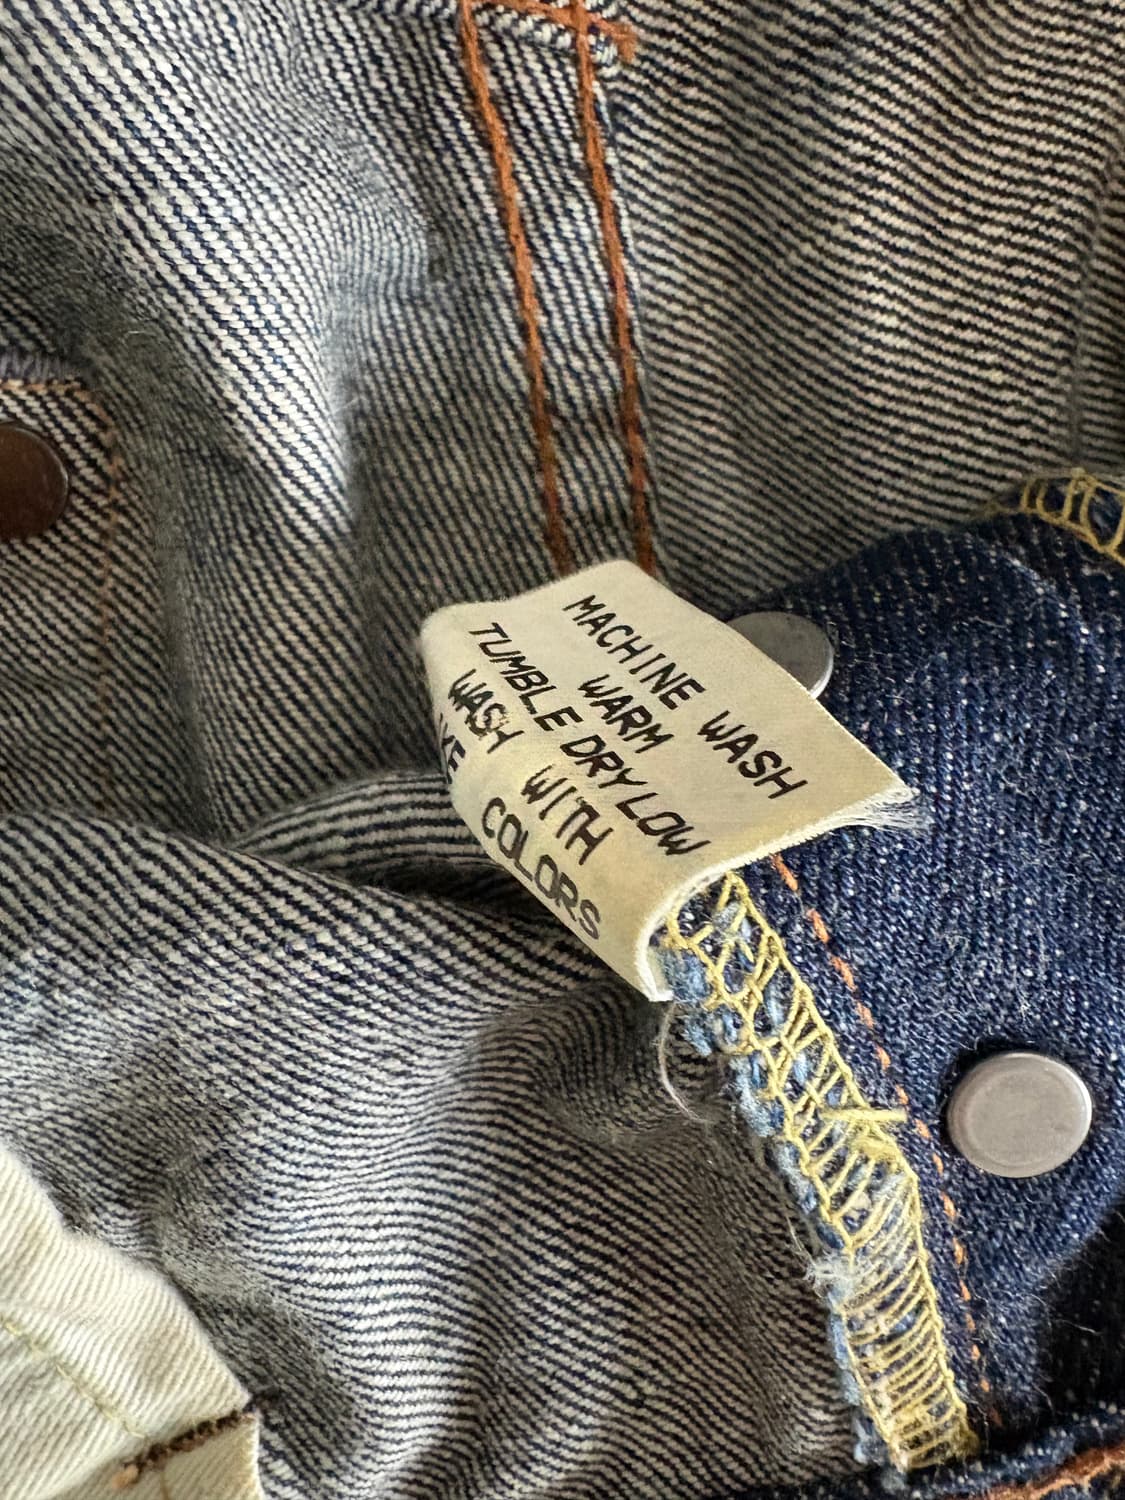 MACHINE WASH
WARM
TUMBLE DRY LOW
WASH WITH
COLORS